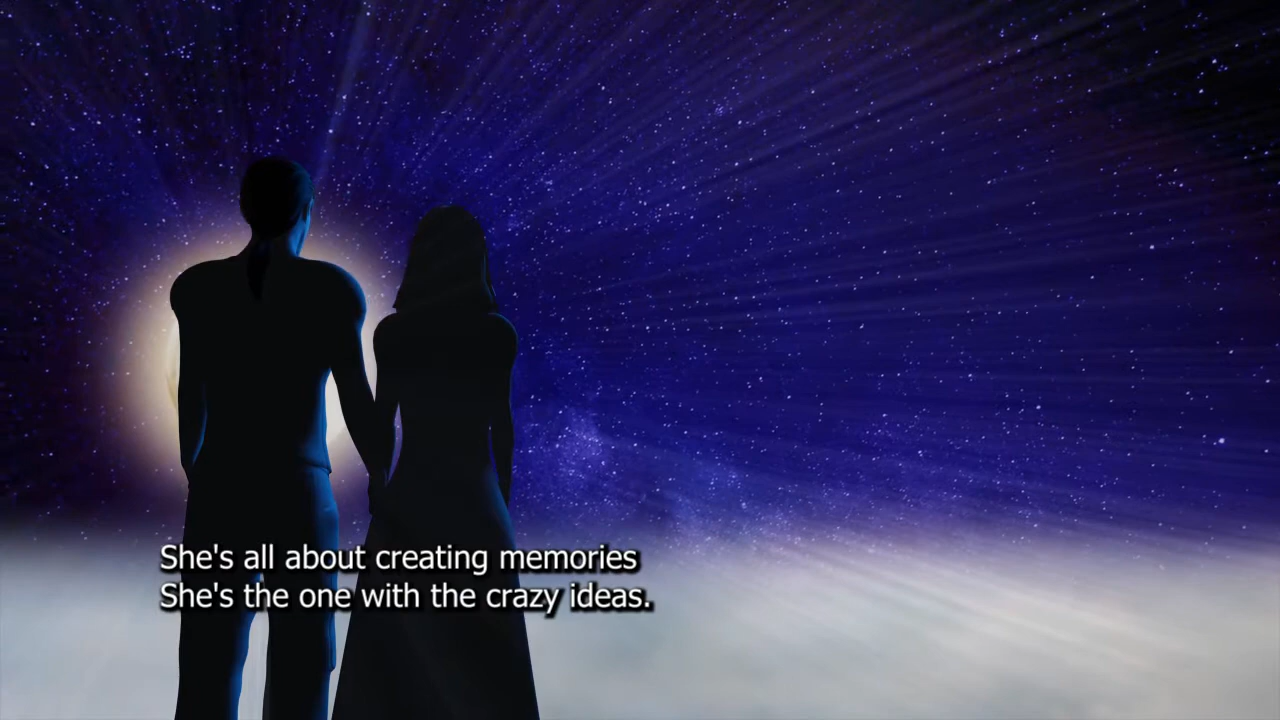 She's all about creating memories
She's the one with the crazy ideas.